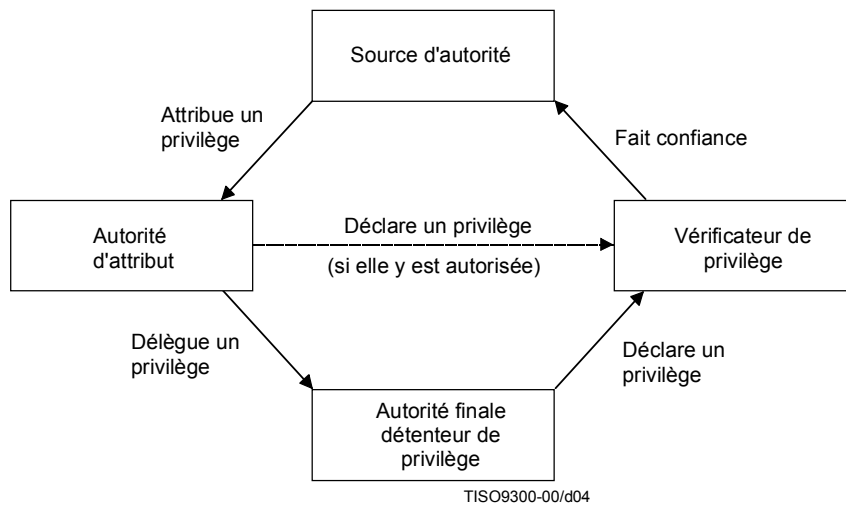 Source d'autorité
Attribue un
privilège
Fait confiance
Autorité
d'attribut
Déclare un privilège
(si elle y est autorisée)
Vérificateur de
privilège
Délègue un
privilège
Déclare un
privilège
Autorité finale
détenteur de
privilège
TISO9300-00/d04